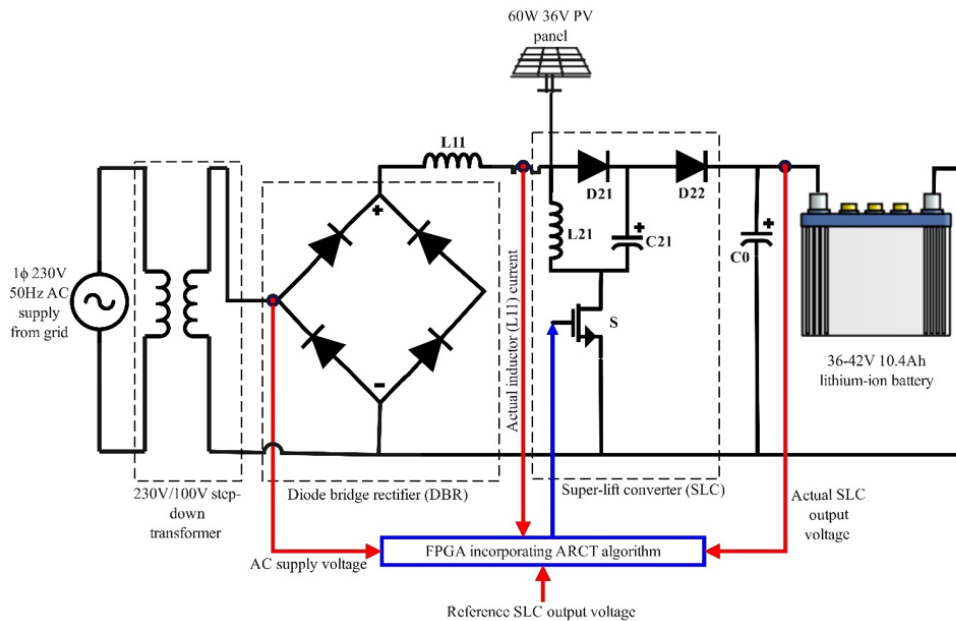 60W 36V PV
panel
L11
D21
D22
+
L21
+
C21
+
C0
1ϕ 230V
50Hz AC
supply
from grid
Actual inductor (L11) current
S
-
36-42V 10.4Ah
lithium-ion battery
230V/100V step-
down
transformer
Diode bridge rectifier (DBR)
Super-lift converter (SLC)
Actual SLC
output
voltage
AC supply voltage
FPGA incorporating ARCT algorithm
Reference SLC output voltage